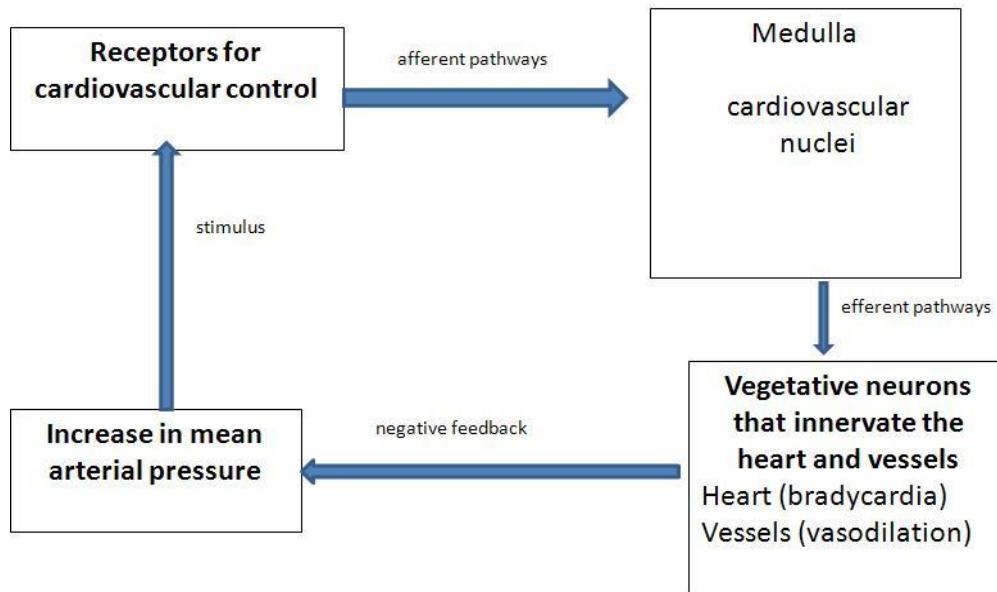 Receptors for
cardiovascular control
afferent pathways
Medulla
cardiovascular
nuclei
stimulus
efferent pathways
Vegetative neurons
that innervate the
heart and vessels
Heart (bradycardia)
Vessels (vasodilation)
negative feedback
Increase in mean
arterial pressure